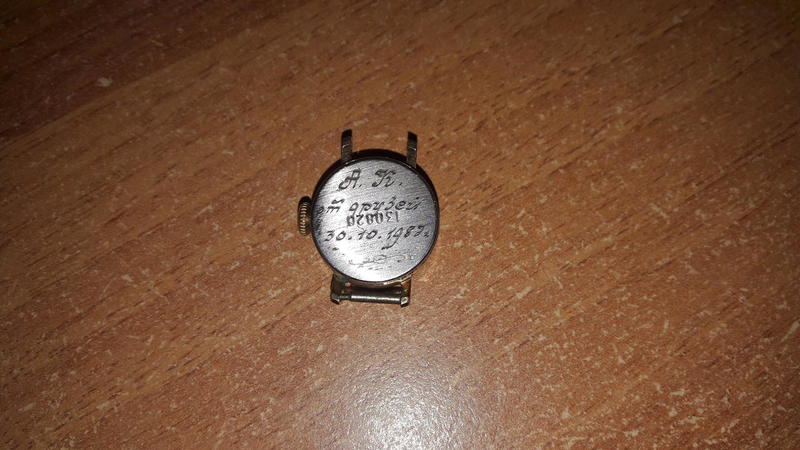 А. К.
от друзей
30.10.1987г.